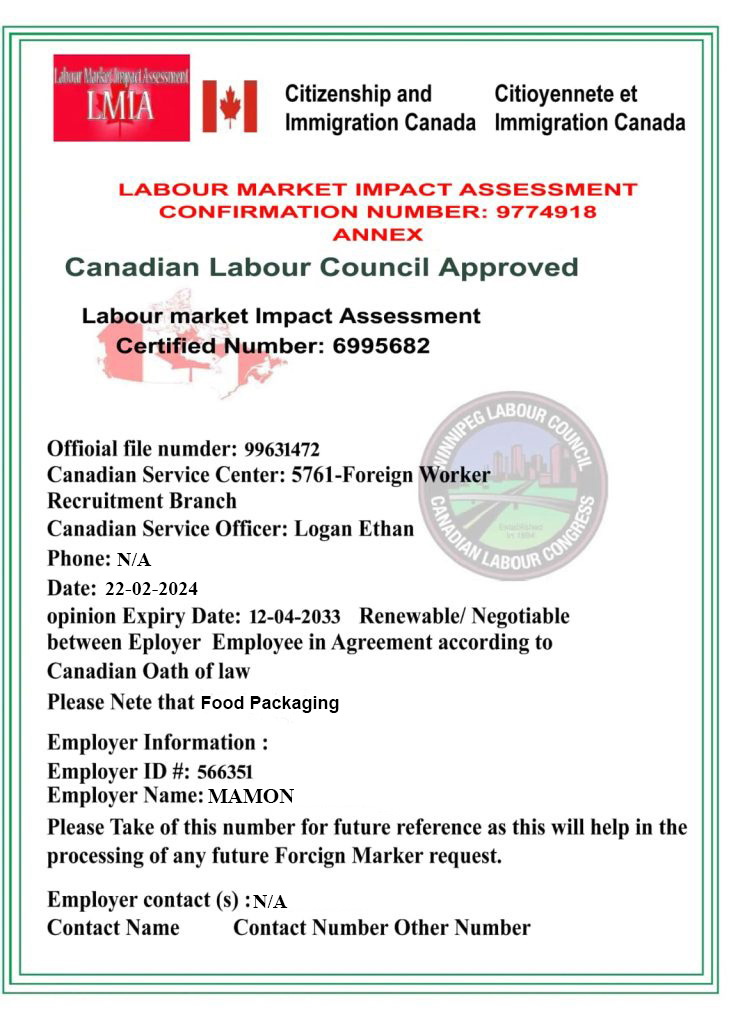 Labour Market Impact Assessment
LMIA
Citizenship and Citioyennete et
Immigration Canada Immigration Canada
LABOUR MARKET IMPACT ASSESSMENT
CONFIRMATION NUMBER: 9774918
ANNEX
Canadian Labour Council Approved
Labour market Impact Assessment
Certified Number: 6995682
WINNIPEG LABOUR COUNCIL
Established
In 1894
CANADIAN LABOUR CONGRESS
Offioial file numder: 99631472
Canadian Service Center: 5761-Foreign Worker
Recruitment Branch
Canadian Service Officer: Logan Ethan
Phone: N/A
Date: 22-02-2024
opinion Expiry Date: 12-04-2033 Renewable/ Negotiable
between Eployer Employee in Agreement according to
Canadian Oath of law
Please Nete that Food Packaging
Employer Information :
Employer ID #: 566351
Employer Name: MAMON
Please Take of this number for future reference as this will help in the
processing of any future Forcign Marker request.
Employer contact (s) : N/A
Contact Name Contact Number Other Number